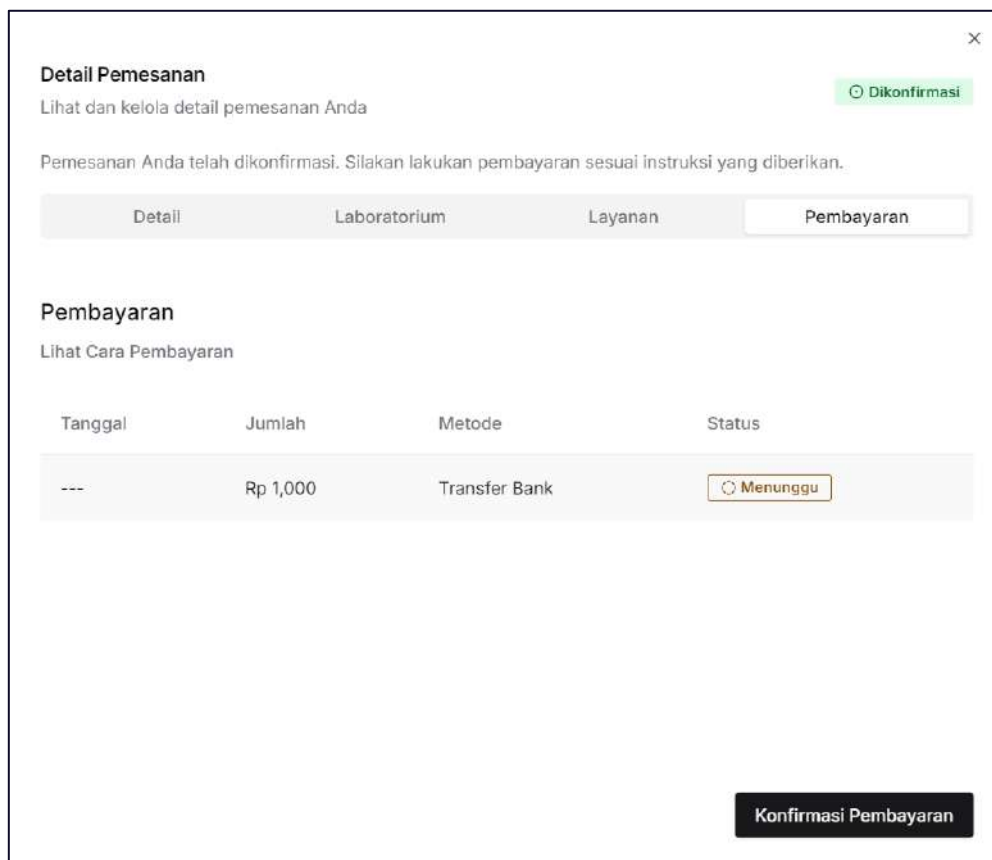 Detail Pemesanan
Dikonfirmasi
Lihat dan kelola detail pemesanan Anda
Pemesanan Anda telah dikonfirmasi. Silakan lakukan pembayaran sesuai instruksi yang diberikan.
Detail Laboratorium Layanan Pembayaran
Pembayaran
Lihat Cara Pembayaran
Tanggal Jumlah Metode Status
--- Rp 1,000 Transfer Bank Menunggu
Konfirmasi Pembayaran